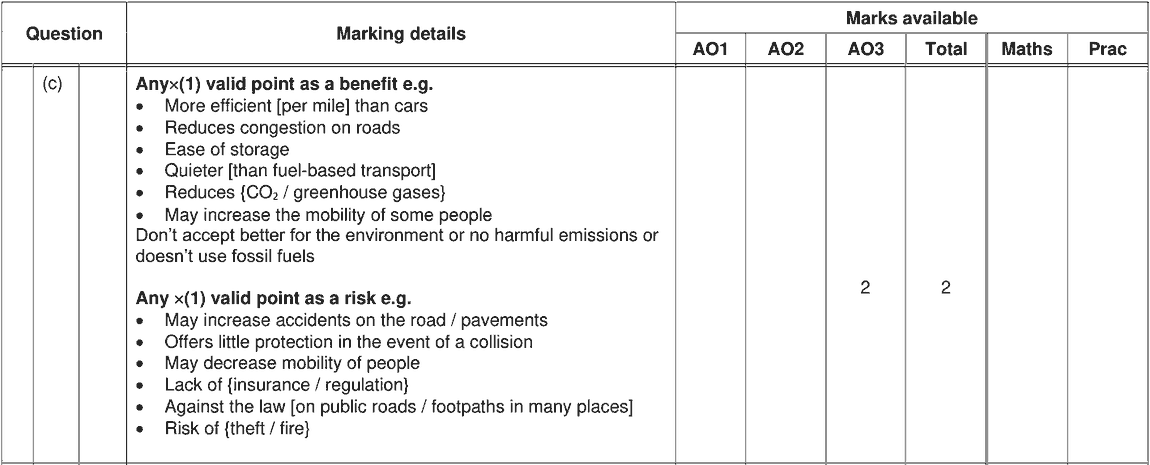 Question
Marking details
Marks available
AO1 AO2 AO3 Total Maths Prac
(c)
Any×(1) valid point as a benefit e.g.
• More efficient [per mile] than cars
• Reduces congestion on roads
• Ease of storage
• Quieter [than fuel-based transport]
• Reduces {CO₂ / greenhouse gases}
• May increase the mobility of some people
Don't accept better for the environment or no harmful emissions or
doesn't use fossil fuels
Any ×(1) valid point as a risk e.g.
• May increase accidents on the road / pavements
• Offers little protection in the event of a collision
• May decrease mobility of people
• Lack of {insurance / regulation}
• Against the law [on public roads / footpaths in many places]
• Risk of {theft / fire}
2 2